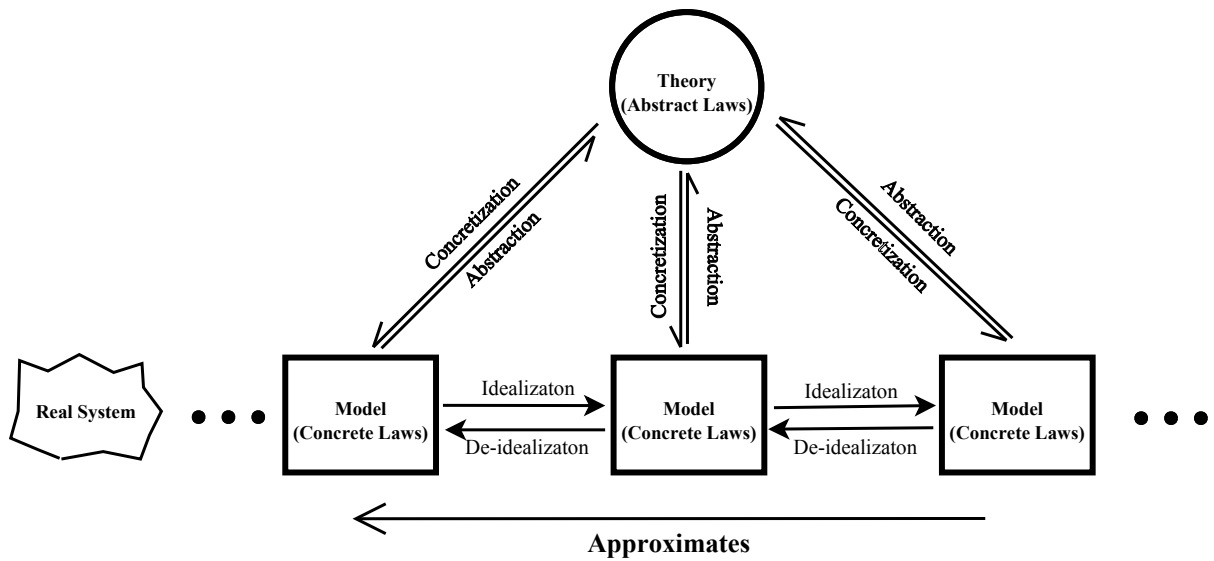 Theory
(Abstract Laws)
Concretization
Abstraction
Concretization
Abstraction
Abstraction
Concretization
Real System
Model
(Concrete Laws)
Idealizaton
De-idealizaton
Model
(Concrete Laws)
Idealizaton
De-idealizaton
Model
(Concrete Laws)
Approximates